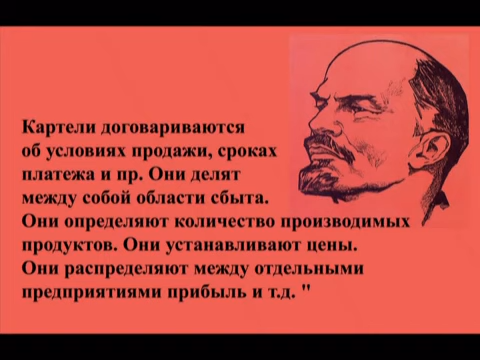 Картели договариваются
об условиях продажи, сроках
платежа и пр. Они делят
между собой области сбыта.
Они определяют количество производимых
продуктов. Они устанавливают цены.
Они распределяют между отдельными
предприятиями прибыль и т.д. "